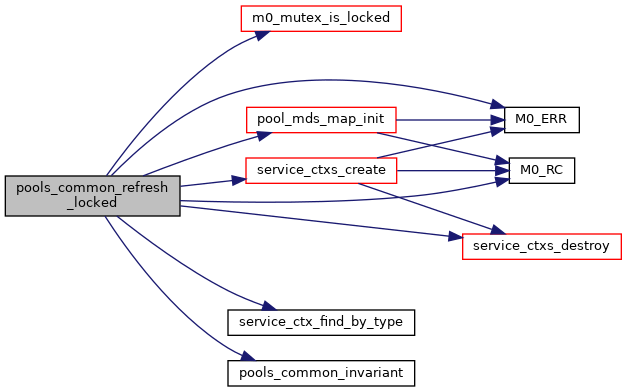 m0_mutex_is_locked
pool_mds_map_init
M0_ERR
service_ctxs_create
M0_RC
pools_common_refresh
_locked
service_ctxs_destroy
service_ctx_find_by_type
pools_common_invariant